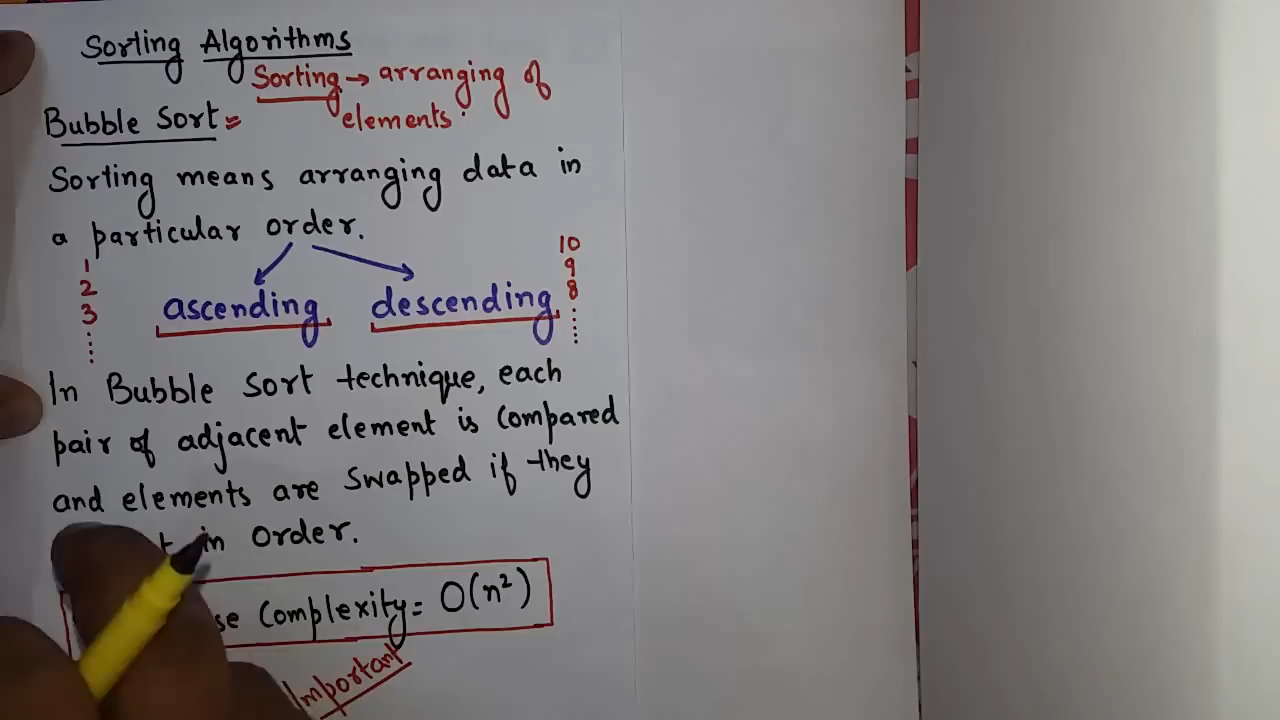 Sorting Algorithms
Sorting → arranging of
elements.
Bubble Sort =
Sorting means arranging data in
a particular order.
1
2
3
ascending descending
10
9
8
In Bubble Sort technique, each
pair of adjacent element is compared
and elements are swapped if they
in order.
Complexity = O(n²)
Important